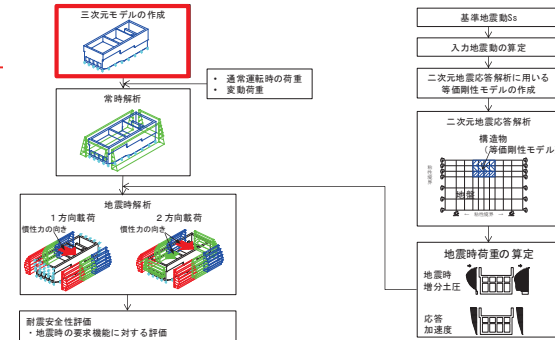 三次元モデルの作成
・ 通常運転時の荷重
・ 変動荷重
常時解析
地震時解析
1方向載荷
2方向載荷
慣性力の向き
慣性力の向き
耐震安全性評価
・地震時の要求機能に対する評価
基準地震動Ss
入力地震動の算定
二次元地震応答解析に用いる
等価剛性モデルの作成
二次元地震応答解析
構造物
(等価剛性モデル
粘性境界
地盤
粘性境界
地震時荷重の算定
地震時
増分土圧
応答
加速度